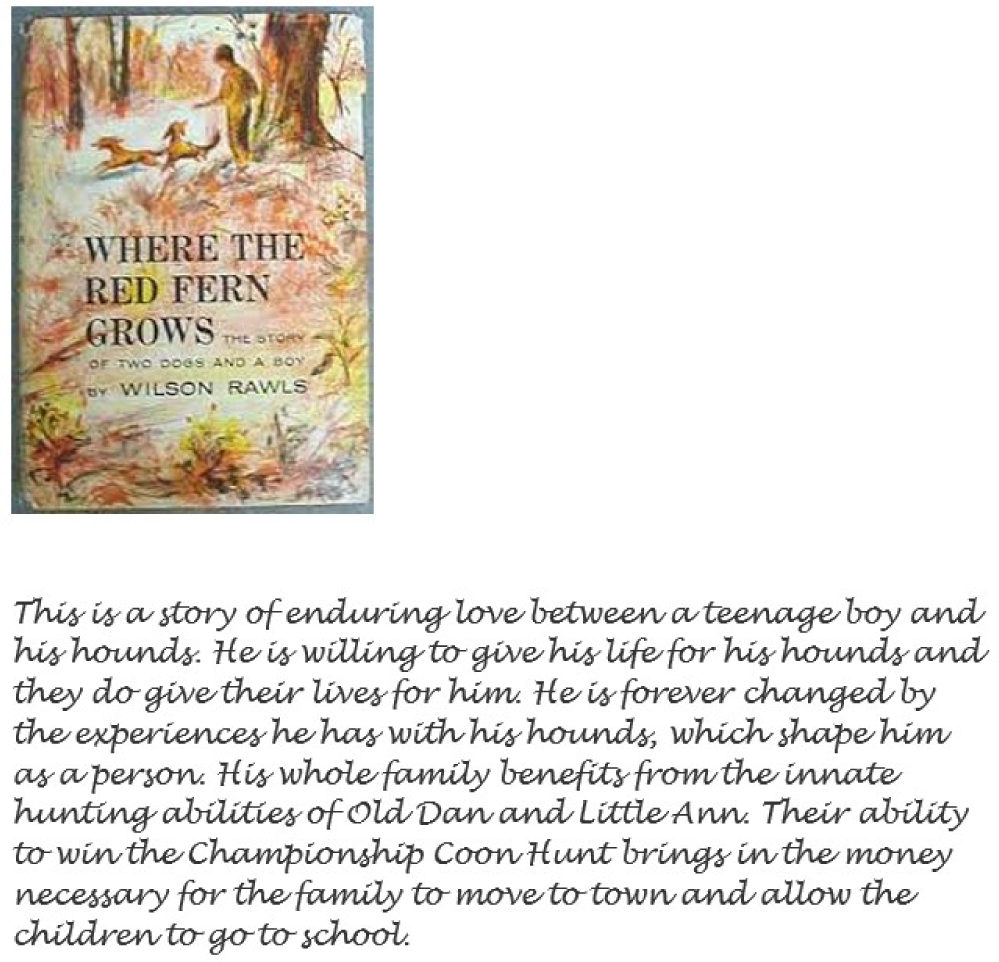 WHERE THE
RED FERN
GROWS THE STORY
OF TWO DOGS AND A BOY
BY WILSON RAWLS
This is a story of enduring love between a teenage boy and
his hounds. He is willing to give his life for his hounds and
they do give their lives for him. He is forever changed by
the experiences he has with his hounds, which shape him
as a person. His whole family benefits from the innate
hunting abilities of Old Dan and Little Ann. Their ability
to win the Championship Coon Hunt brings in the money
necessary for the family to move to town and allow the
children to go to school.